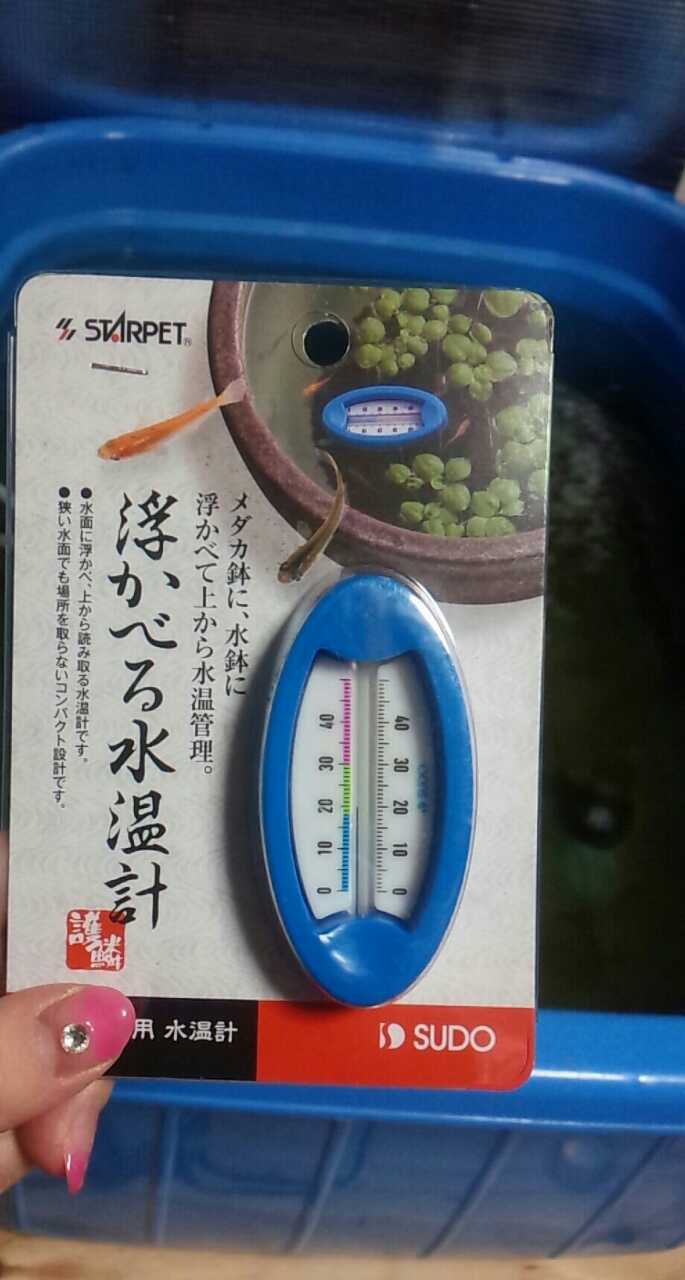 STARPET®
メダカ鉢に、水鉢に
浮かべて上から水温管理。
浮かべる水温計
●水面に浮かべ、上から読み取る水温計です。
●狭い水面でも場所を取らないコンパクト設計です。
護鱗
40 40
30 30
20 20
10 10
0 0
用 水温計
SUDO